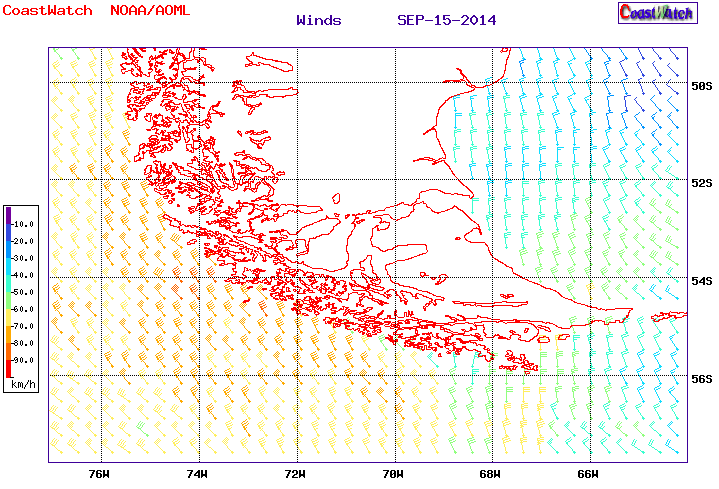 CoastWatch NOAA/AOML
Winds SEP-15-2014
CoastWatch
50S
52S
54S
56S
10.0
20.0
30.0
40.0
50.0
60.0
70.0
80.0
90.0
km/h
76W 74W 72W 70W 68W 66W